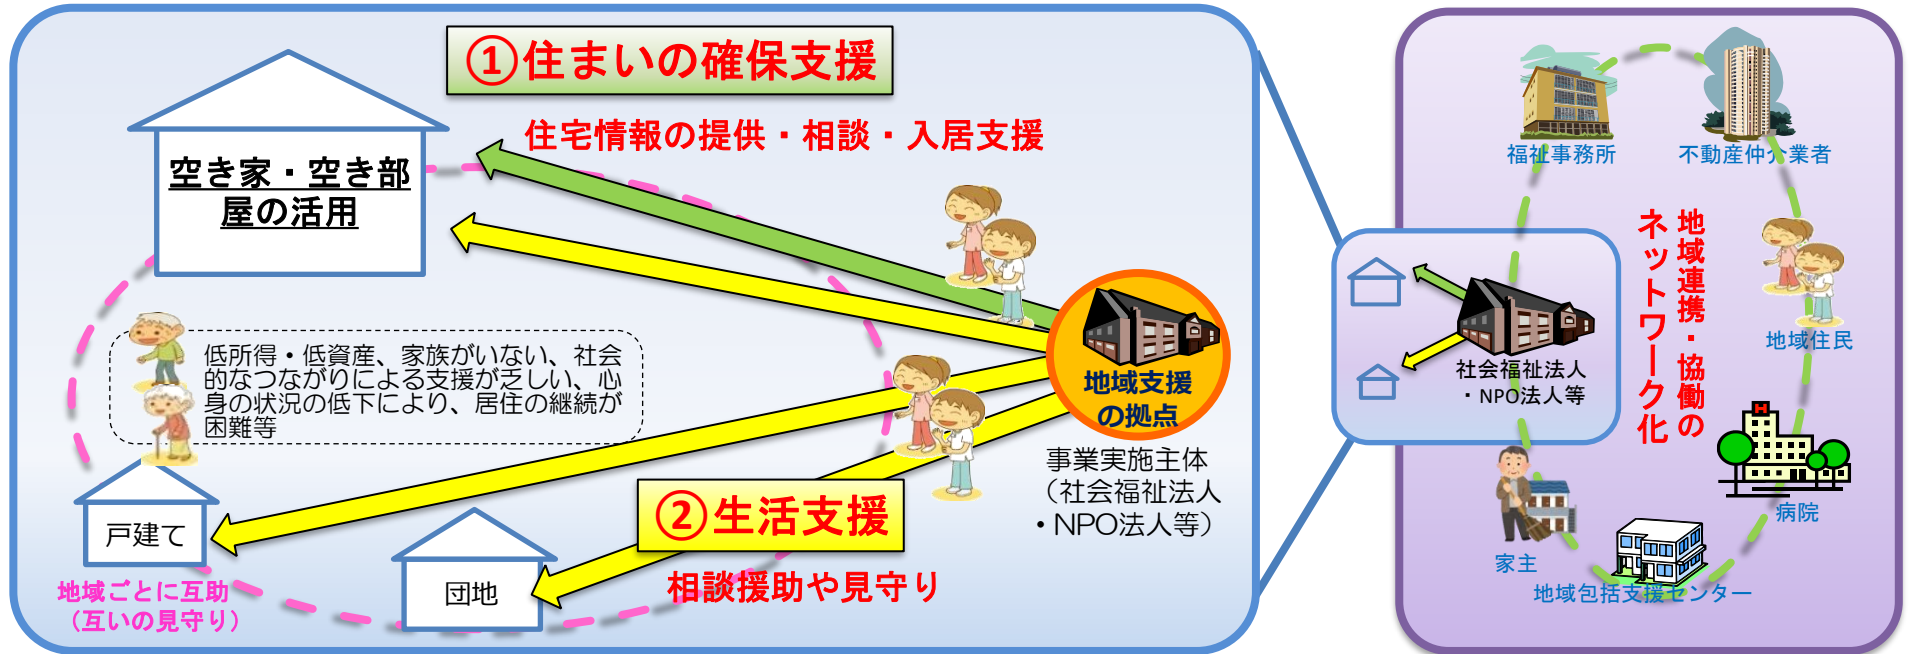 ①住まいの確保支援
住宅情報の提供・相談・入居支援
空き家・空き部
屋の活用
低所得・低資産、家族がいない、社会
的なつながりによる支援が乏しい、心
身の状況の低下により、居住の継続が
困難等
地域支援
の拠点
事業実施主体
（社会福祉法人
・NPO法人等）
②生活支援
相談援助や見守り
戸建て
団地
地域ごとに互助
（互いの見守り）
福祉事務所
不動産仲介業者
地域連携・協働の
ネットワーク化
地域住民
社会福祉法人
・NPO法人等
H
病院
家主
地域包括支援センター